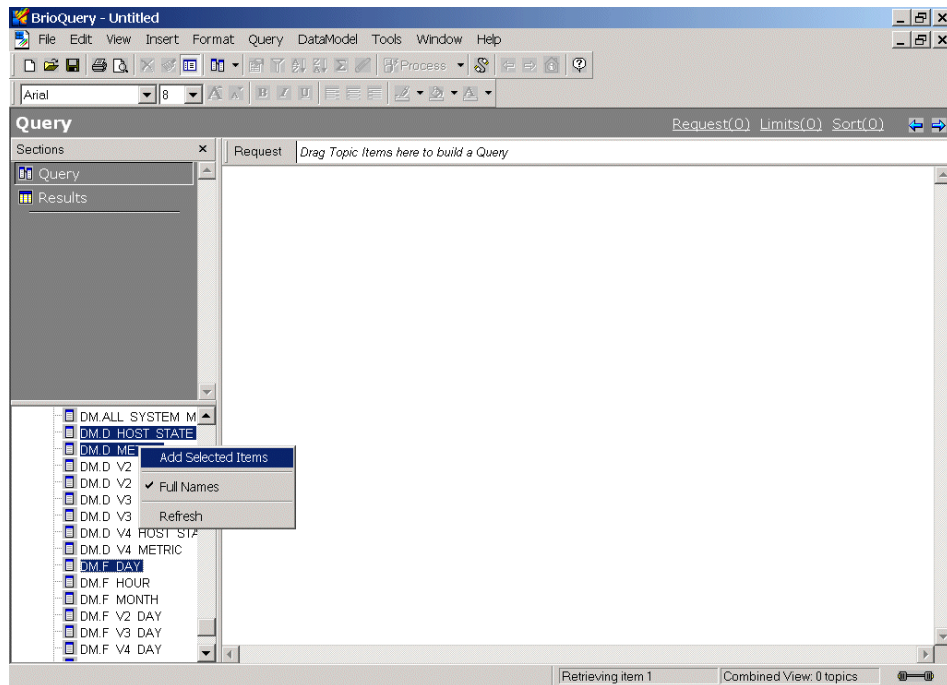 BrioQuery - Untitled
File Edit View Insert Format Query DataModel Tools Window Help
Process
Arial 8 B I U
Query Request(0) Limits(0) Sort(0)
Sections
Request Drag Topic Items here to build a Query
Query
Results
DM.ALL SYSTEM M
DM.D HOST STATE
DM.D ME
Add Selected Items
DM.D V2
DM.D V2
Full Names
DM.D V3
DM.D V3
Refresh
DM.D V4 HOST STA
DM.D V4 METRIC
DM.F DAY
DM.F HOUR
DM.F MONTH
DM.F V2 DAY
DM.F V3 DAY
DM.F V4 DAY
Retrieving item 1 Combined View: 0 topics